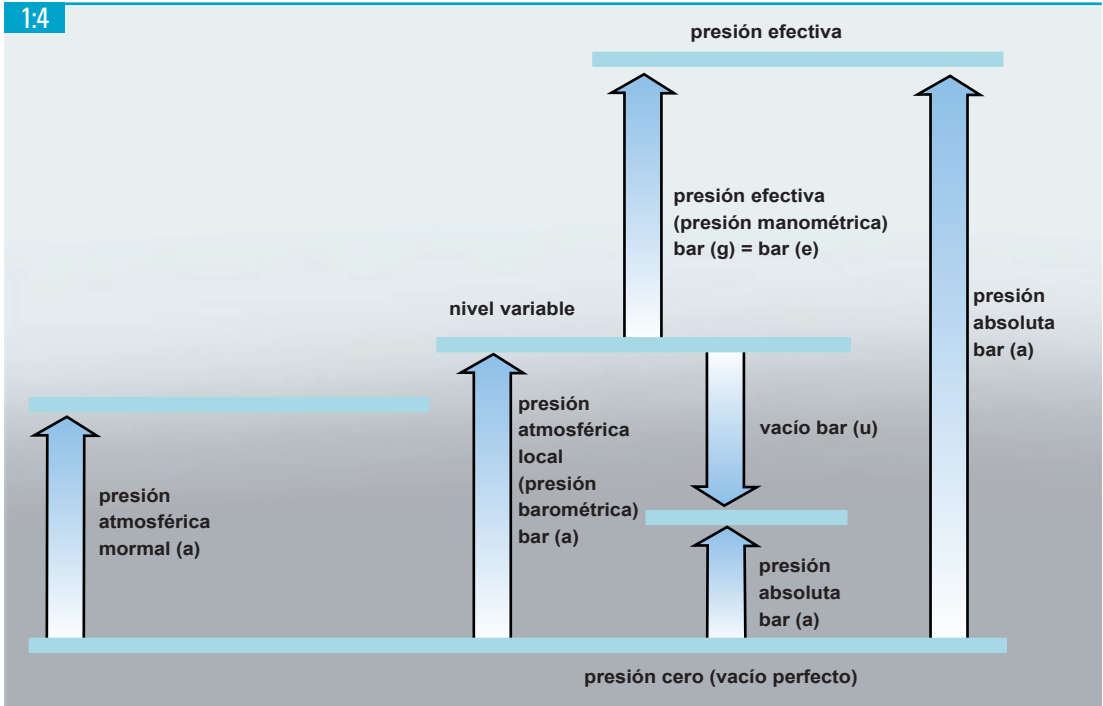 1:4
presión efectiva
presión efectiva
(presión manométrica)
bar (g) = bar (e)
presión
absoluta
bar (a)
nivel variable
presión
atmosférica
local
(presión
barométrica)
bar (a)
vacío bar (u)
presión
atmosférica
mormal (a)
presión
absoluta
bar (a)
presión cero (vacío perfecto)